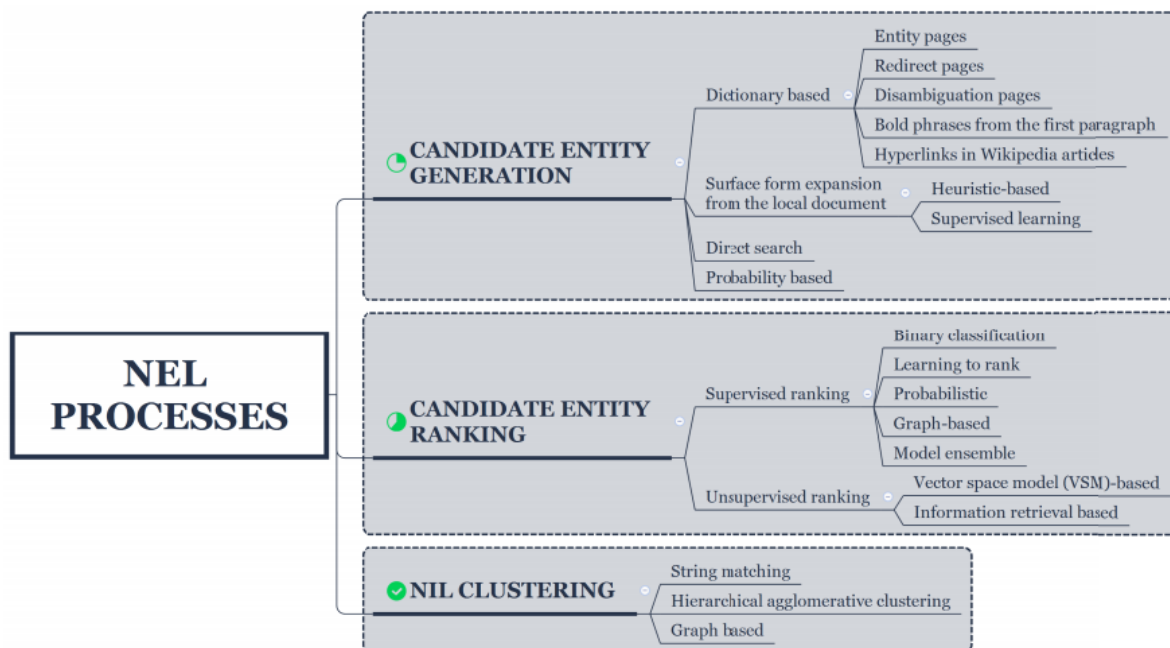 NEL
PROCESSES
CANDIDATE ENTITY
GENERATION
Dictionary based
Entity pages
Redirect pages
Disambiguation pages
Bold phrases from the first paragraph
Hyperlinks in Wikipedia articles
Surface form expansion
from the local document
Heuristic-based
Supervised learning
Direct search
Probability based
CANDIDATE ENTITY
RANKING
Supervised ranking
Binary classification
Learning to rank
Probabilistic
Graph-based
Model ensemble
Unsupervised ranking
Vector space model (VSM)-based
Information retrieval based
NIL CLUSTERING
String matching
Hierarchical agglomerative clustering
Graph based